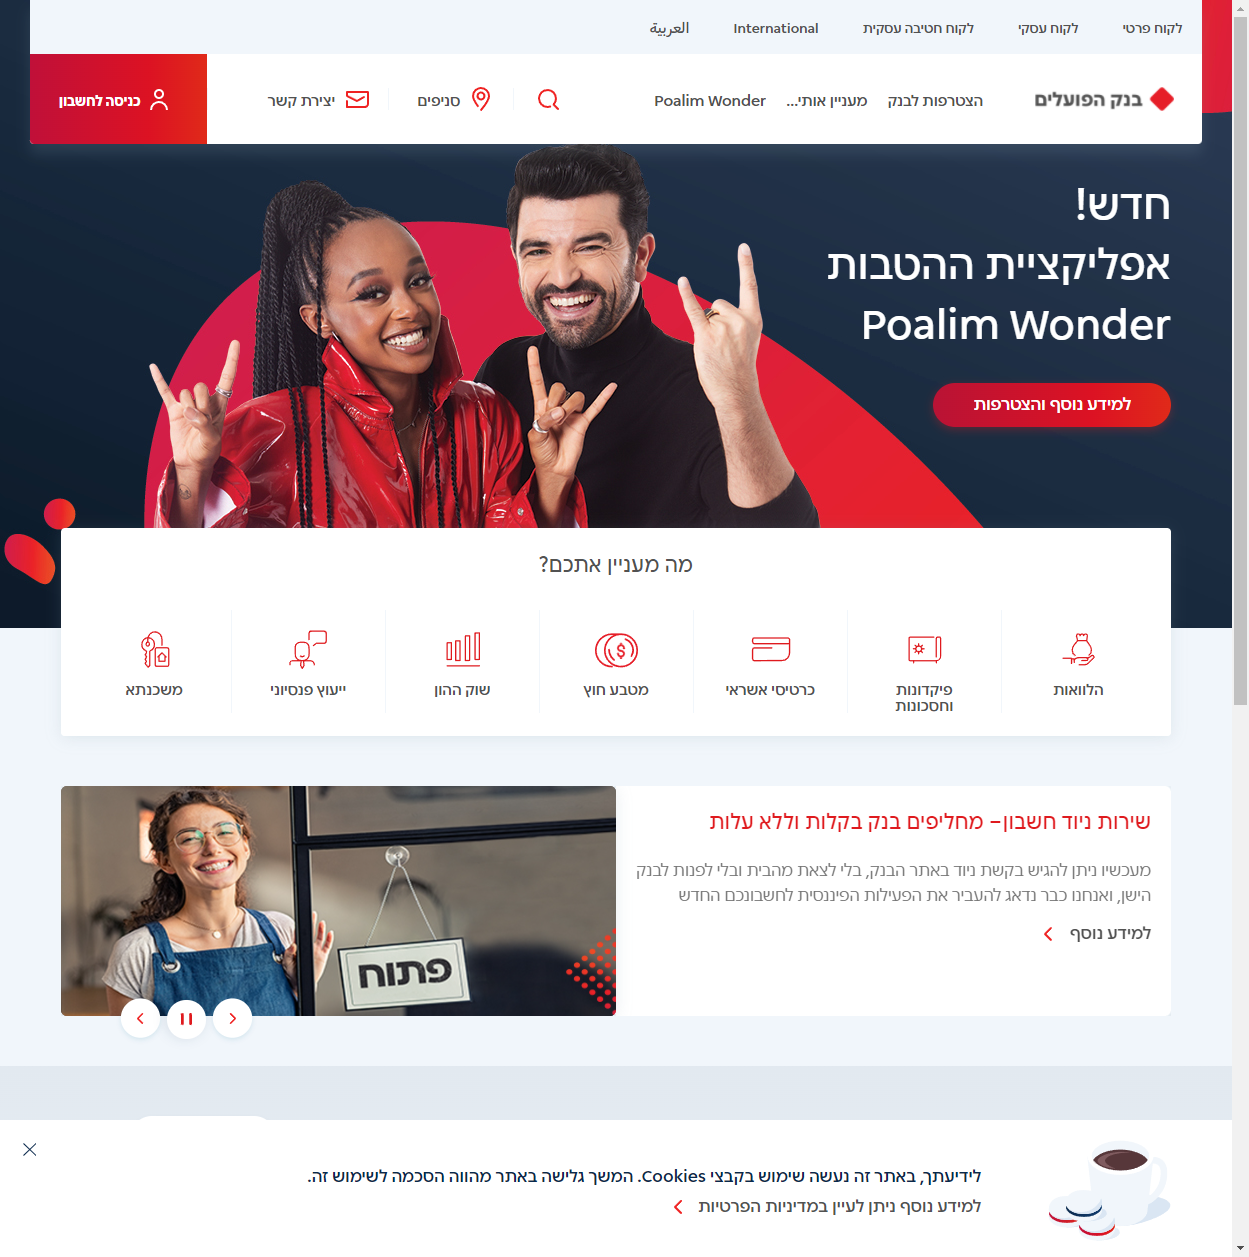 לקוח פרטי
לקוח עסקי
לקוח חטיבה עסקית
International
العربية
בנק הפועלים
הצטרפות לבנק
מעניין אותי...
Poalim Wonder
סניפים
יצירת קשר
כניסה לחשבון
חדש!
אפליקציית ההטבות
Poalim Wonder
למידע נוסף והצטרפות
מה מעניין אתכם?
הלוואות
פיקדונות
וחסכונות
כרטיסי אשראי
מטבע חוץ
שוק ההון
ייעוץ פנסיוני
משכנתא
שירות ניוד חשבון- מחליפים בנק בקלות וללא עלות
מעכשיו ניתן להגיש בקשת ניוד באתר הבנק, בלי לצאת מהבית ובלי לפנות לבנק
הישן, ואנחנו כבר נדאג להעביר את הפעילות הפיננסית לחשבונכם החדש
למידע נוסף
פתוח
לידיעתך, באתר זה נעשה שימוש בקבצי Cookies. המשך גלישה באתר מהווה הסכמה לשימוש זה.
למידע נוסף ניתן לעיין במדיניות הפרטיות